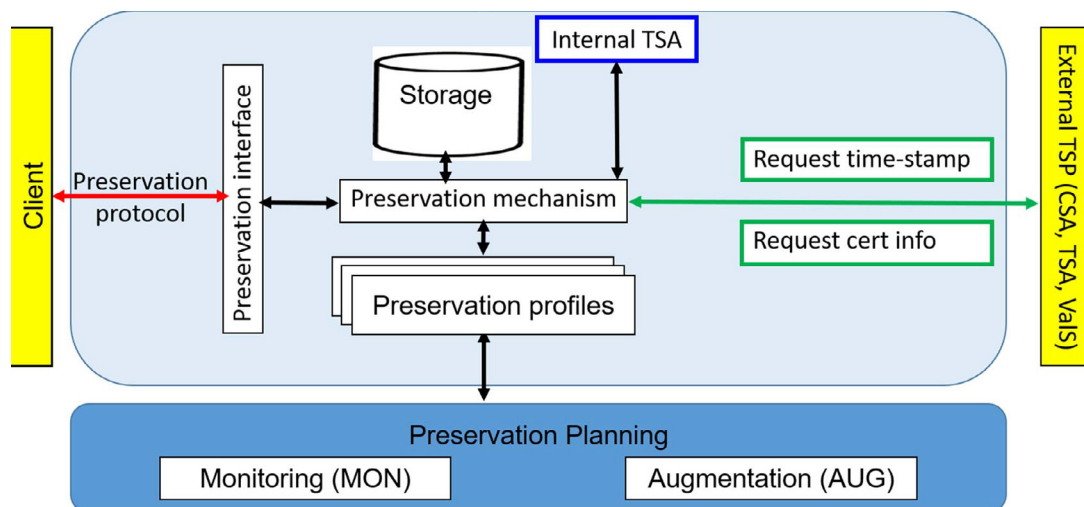 Internal TSA
Storage
Client
Preservation
protocol
Preservation interface
Preservation mechanism
Request time-stamp
Request cert info
External TSP (CSA, TSA, ValS)
Preservation profiles
Preservation Planning
Monitoring (MON)
Augmentation (AUG)